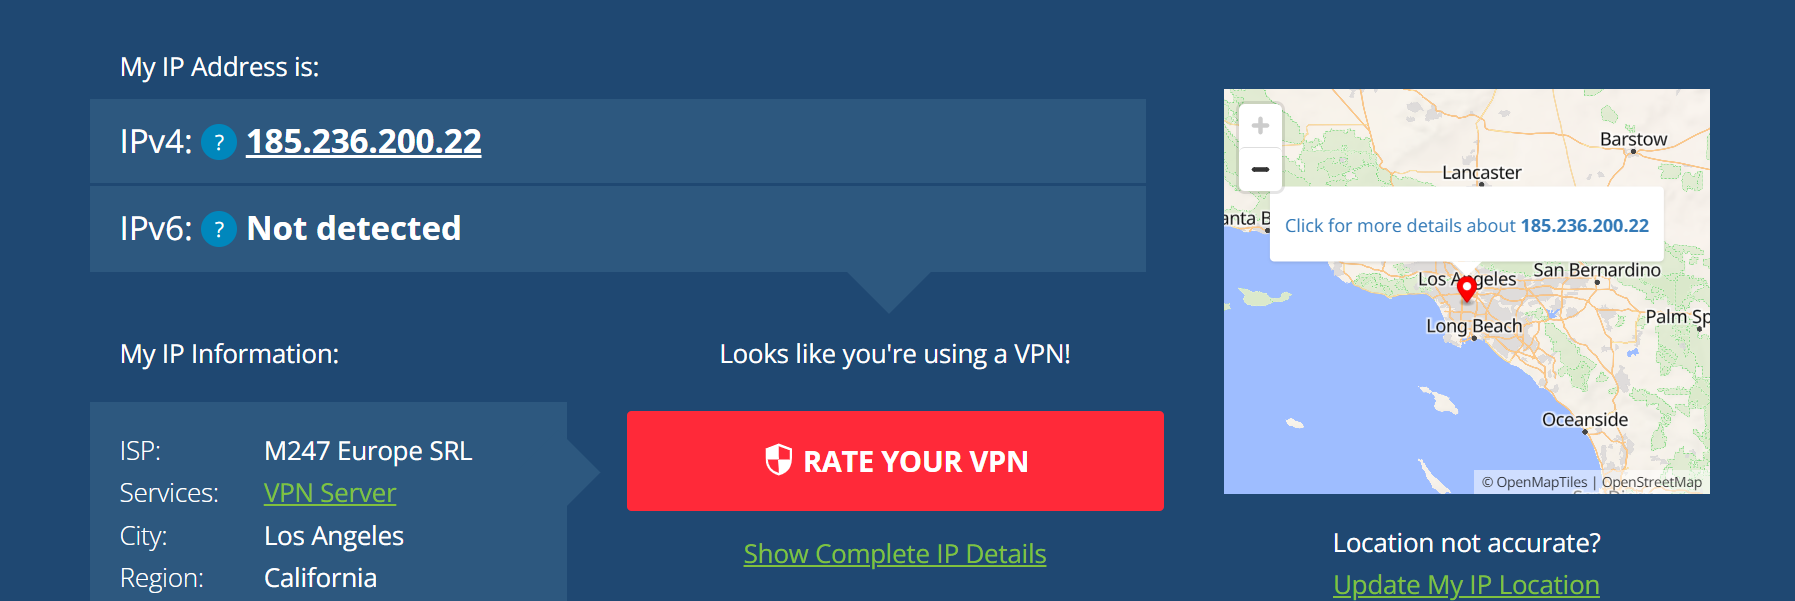 My IP Address is:
IPv4: ? 185.236.200.22
IPv6: ? Not detected
My IP Information:
ISP: M247 Europe SRL
Services: VPN Server
City: Los Angeles
Region: California
Looks like you're using a VPN!
RATE YOUR VPN
Show Complete IP Details
+
−
Barstow
Lancaster
anta B
Click for more details about 185.236.200.22
Los Angeles
San Bernardino
Long Beach
Palm Sp
Oceanside
© OpenMapTiles | OpenStreetMap
Location not accurate?
Update My IP Location